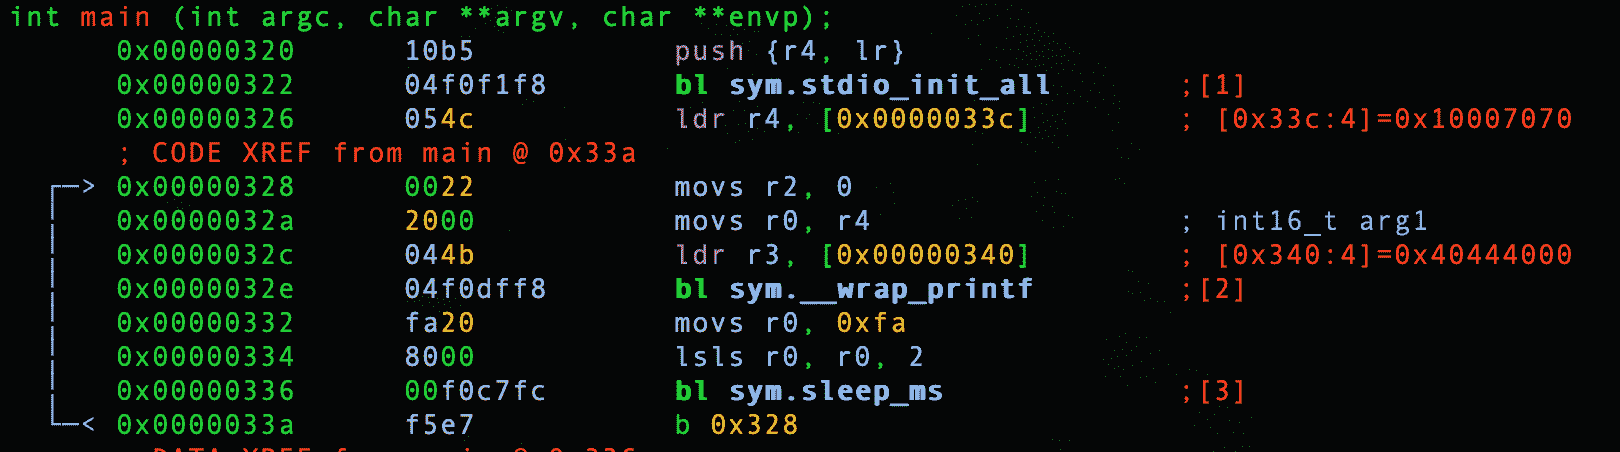 int main (int argc, char **argv, char **envp);
0x00000320 10b5 push {r4, lr}
0x00000322 04f0f1f8 bl sym.stdio_init_all ;[1]
0x00000326 054c ldr r4, [0x0000033c] ; [0x33c:4]=0x10007070
; CODE XREF from main @ 0x33a
┌─> 0x00000328 0022 movs r2, 0
0x0000032a 2000 movs r0, r4 ; int16_t arg1
0x0000032c 044b ldr r3, [0x00000340] ; [0x340:4]=0x40444000
0x0000032e 04f0dff8 bl sym.__wrap_printf ;[2]
0x00000332 fa20 movs r0, 0xfa
0x00000334 8000 lsls r0, r0, 2
0x00000336 00f0c7fc bl sym.sleep_ms ;[3]
└─< 0x0000033a f5e7 b 0x328